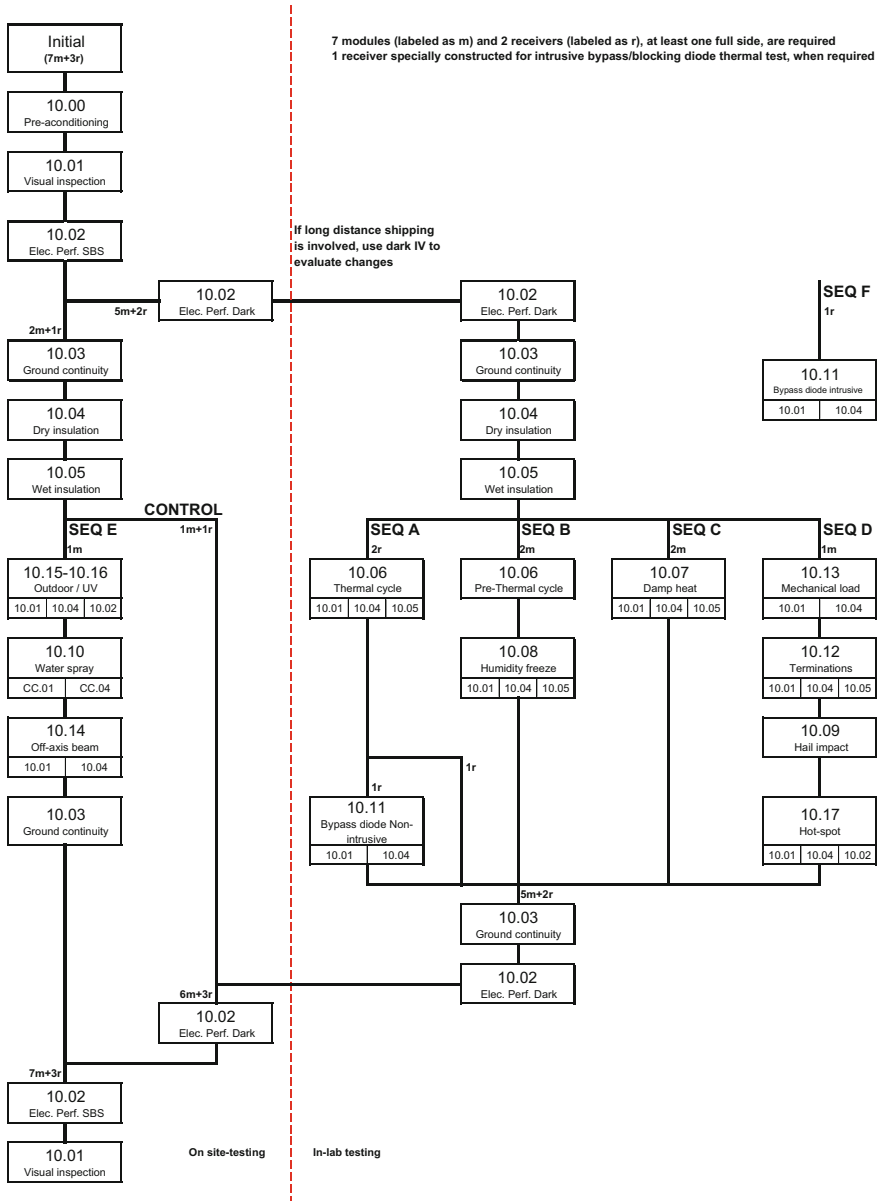 7 modules (labeled as m) and 2 receivers (labeled as r), at least one full side, are required
1 receiver specially constructed for intrusive bypass/blocking diode thermal test, when required
Initial
(7m+3r)
10.00
Pre-aconditioning
10.01
Visual inspection
10.02
Elec. Perf. SBS
If long distance shipping
is involved, use dark IV to
evaluate changes
5m+2r
10.02
Elec. Perf. Dark
2m+1r
10.03
Ground continuity
10.04
Dry insulation
10.05
Wet insulation
10.02
Elec. Perf. Dark
10.03
Ground continuity
10.04
Dry insulation
10.05
Wet insulation
SEQ F
1r
10.11
Bypass diode intrusive
10.01 10.04
SEQ E
1m
10.15-10.16
Outdoor / UV
10.01 10.04 10.02
10.10
Water spray
CC.01 CC.04
10.14
Off-axis beam
10.01 10.04
10.03
Ground continuity
CONTROL
1m+1r
SEQ A
2r
10.06
Thermal cycle
10.01 10.04 10.05
1r
1r
10.11
Bypass diode Non-
intrusive
10.01 10.04
SEQ B
2m
10.06
Pre-Thermal cycle
10.08
Humidity freeze
10.01 10.04 10.05
SEQ C
2m
10.07
Damp heat
10.01 10.04 10.05
SEQ D
1m
10.13
Mechanical load
10.01 10.04
10.12
Terminations
10.01 10.04 10.05
10.09
Hail impact
10.17
Hot-spot
10.01 10.04 10.02
5m+2r
10.03
Ground continuity
10.02
Elec. Perf. Dark
6m+3r
10.02
Elec. Perf. Dark
7m+3r
10.02
Elec. Perf. SBS
10.01
Visual inspection
On site-testing
In-lab testing